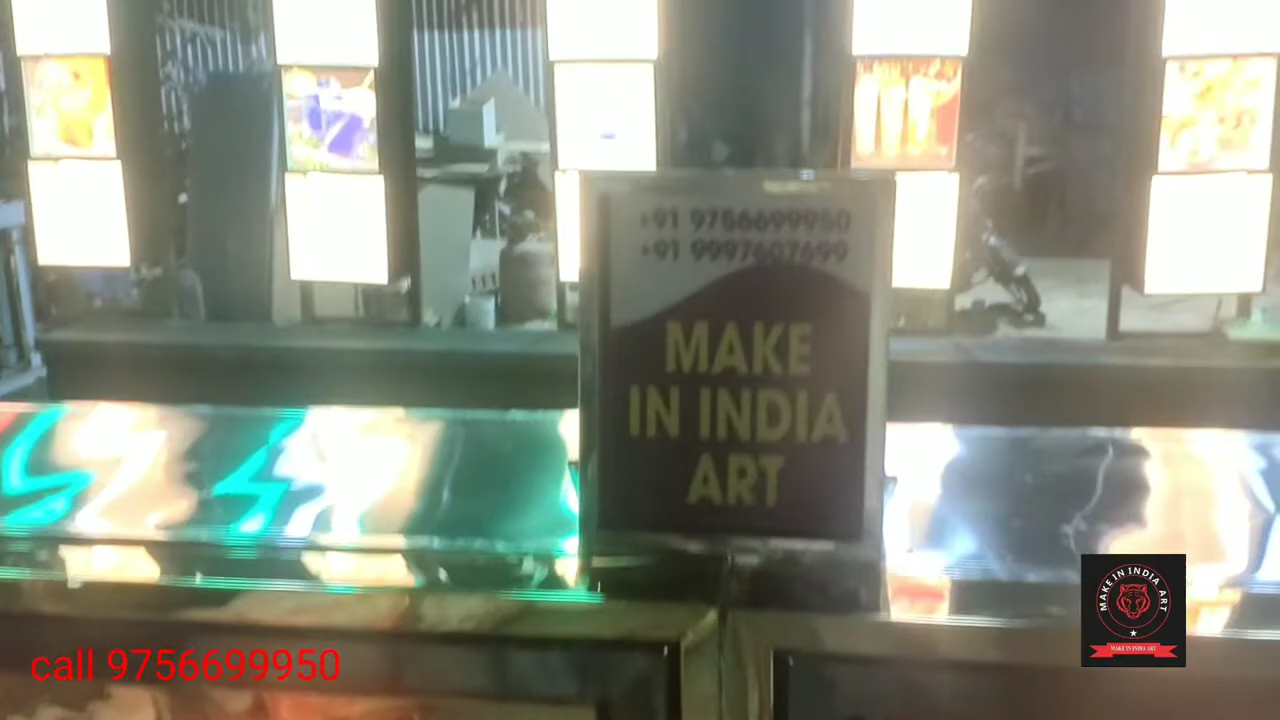 +91 9756699950
+91 9997607699
MAKE
IN INDIA
ART
MAKE IN INDIA ART
MAKE IN INDIA ART
call 9756699950